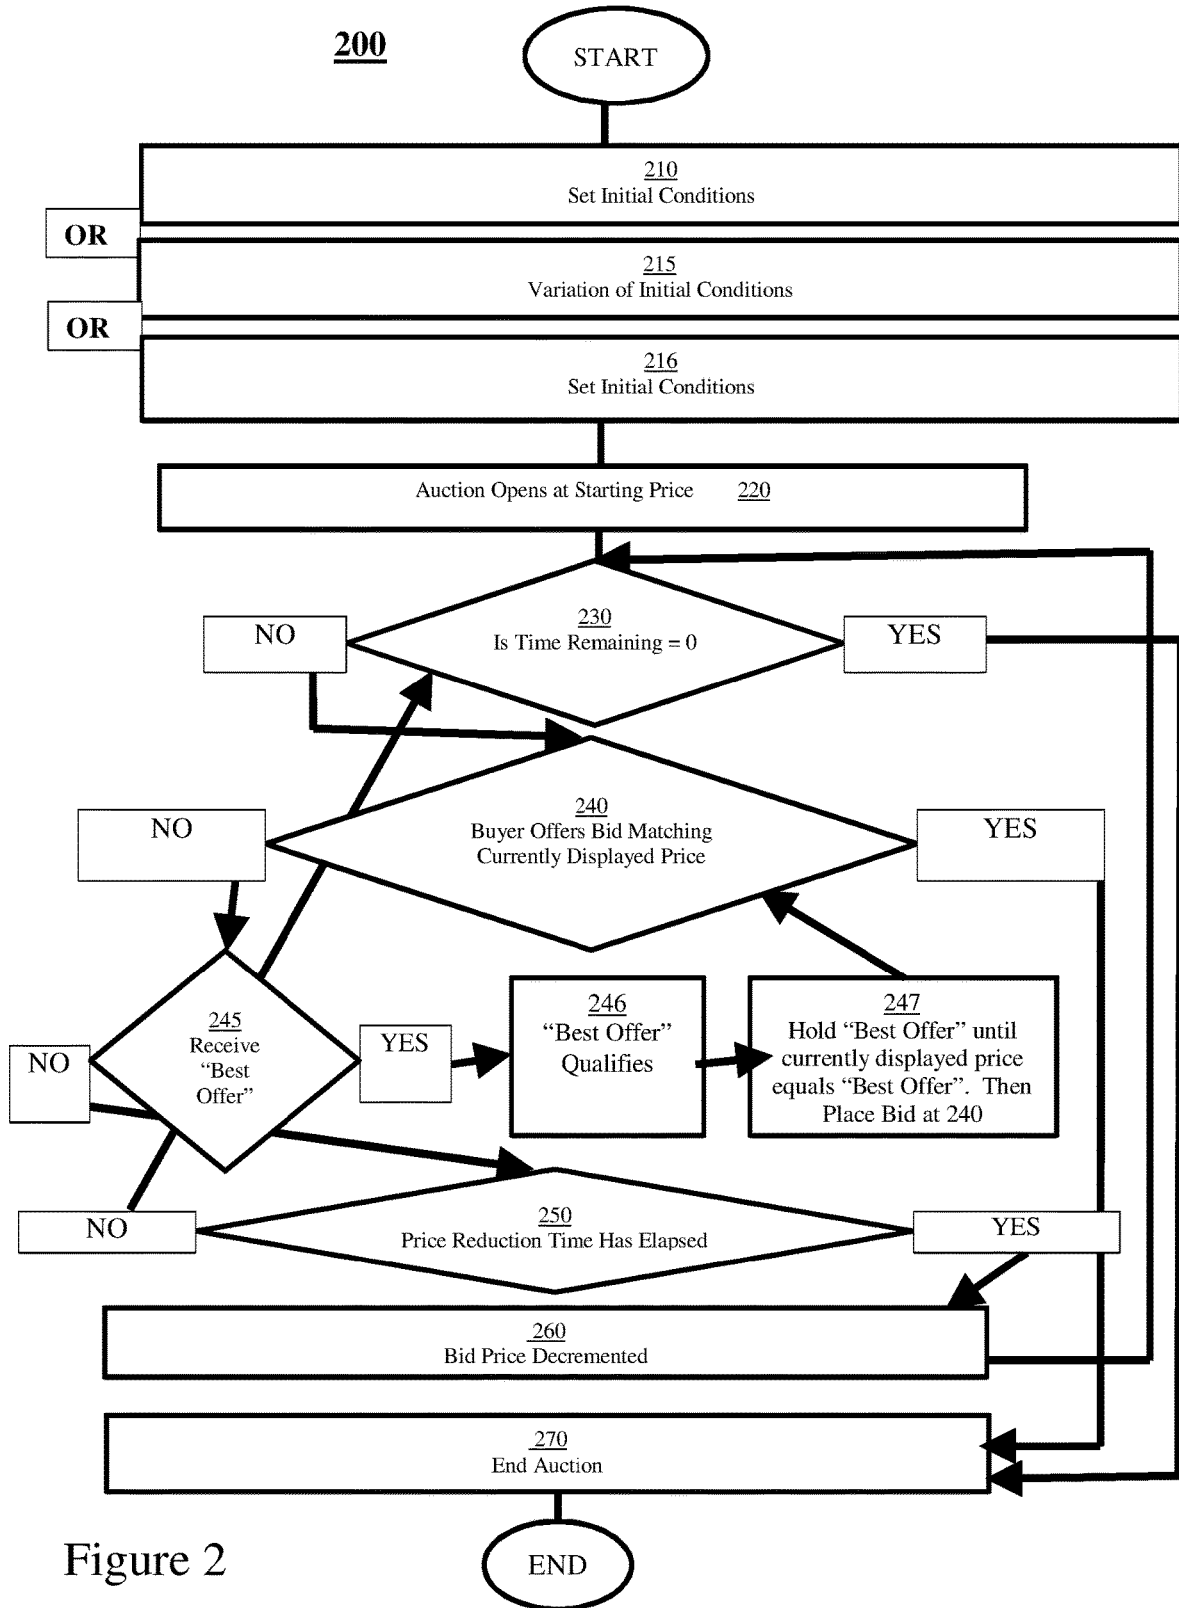 200
START
210
Set Initial Conditions
OR
215
Variation of Initial Conditions
OR
216
Set Initial Conditions
Auction Opens at Starting Price 220
230
Is Time Remaining = 0
NO
YES
240
Buyer Offers Bid Matching
Currently Displayed Price
NO
YES
245
Receive
“Best
Offer”
NO
YES
246
“Best Offer”
Qualifies
247
Hold “Best Offer” until
currently displayed price
equals “Best Offer”. Then
Place Bid at 240
250
Price Reduction Time Has Elapsed
NO
YES
260
Bid Price Decremented
270
End Auction
END
Figure 2